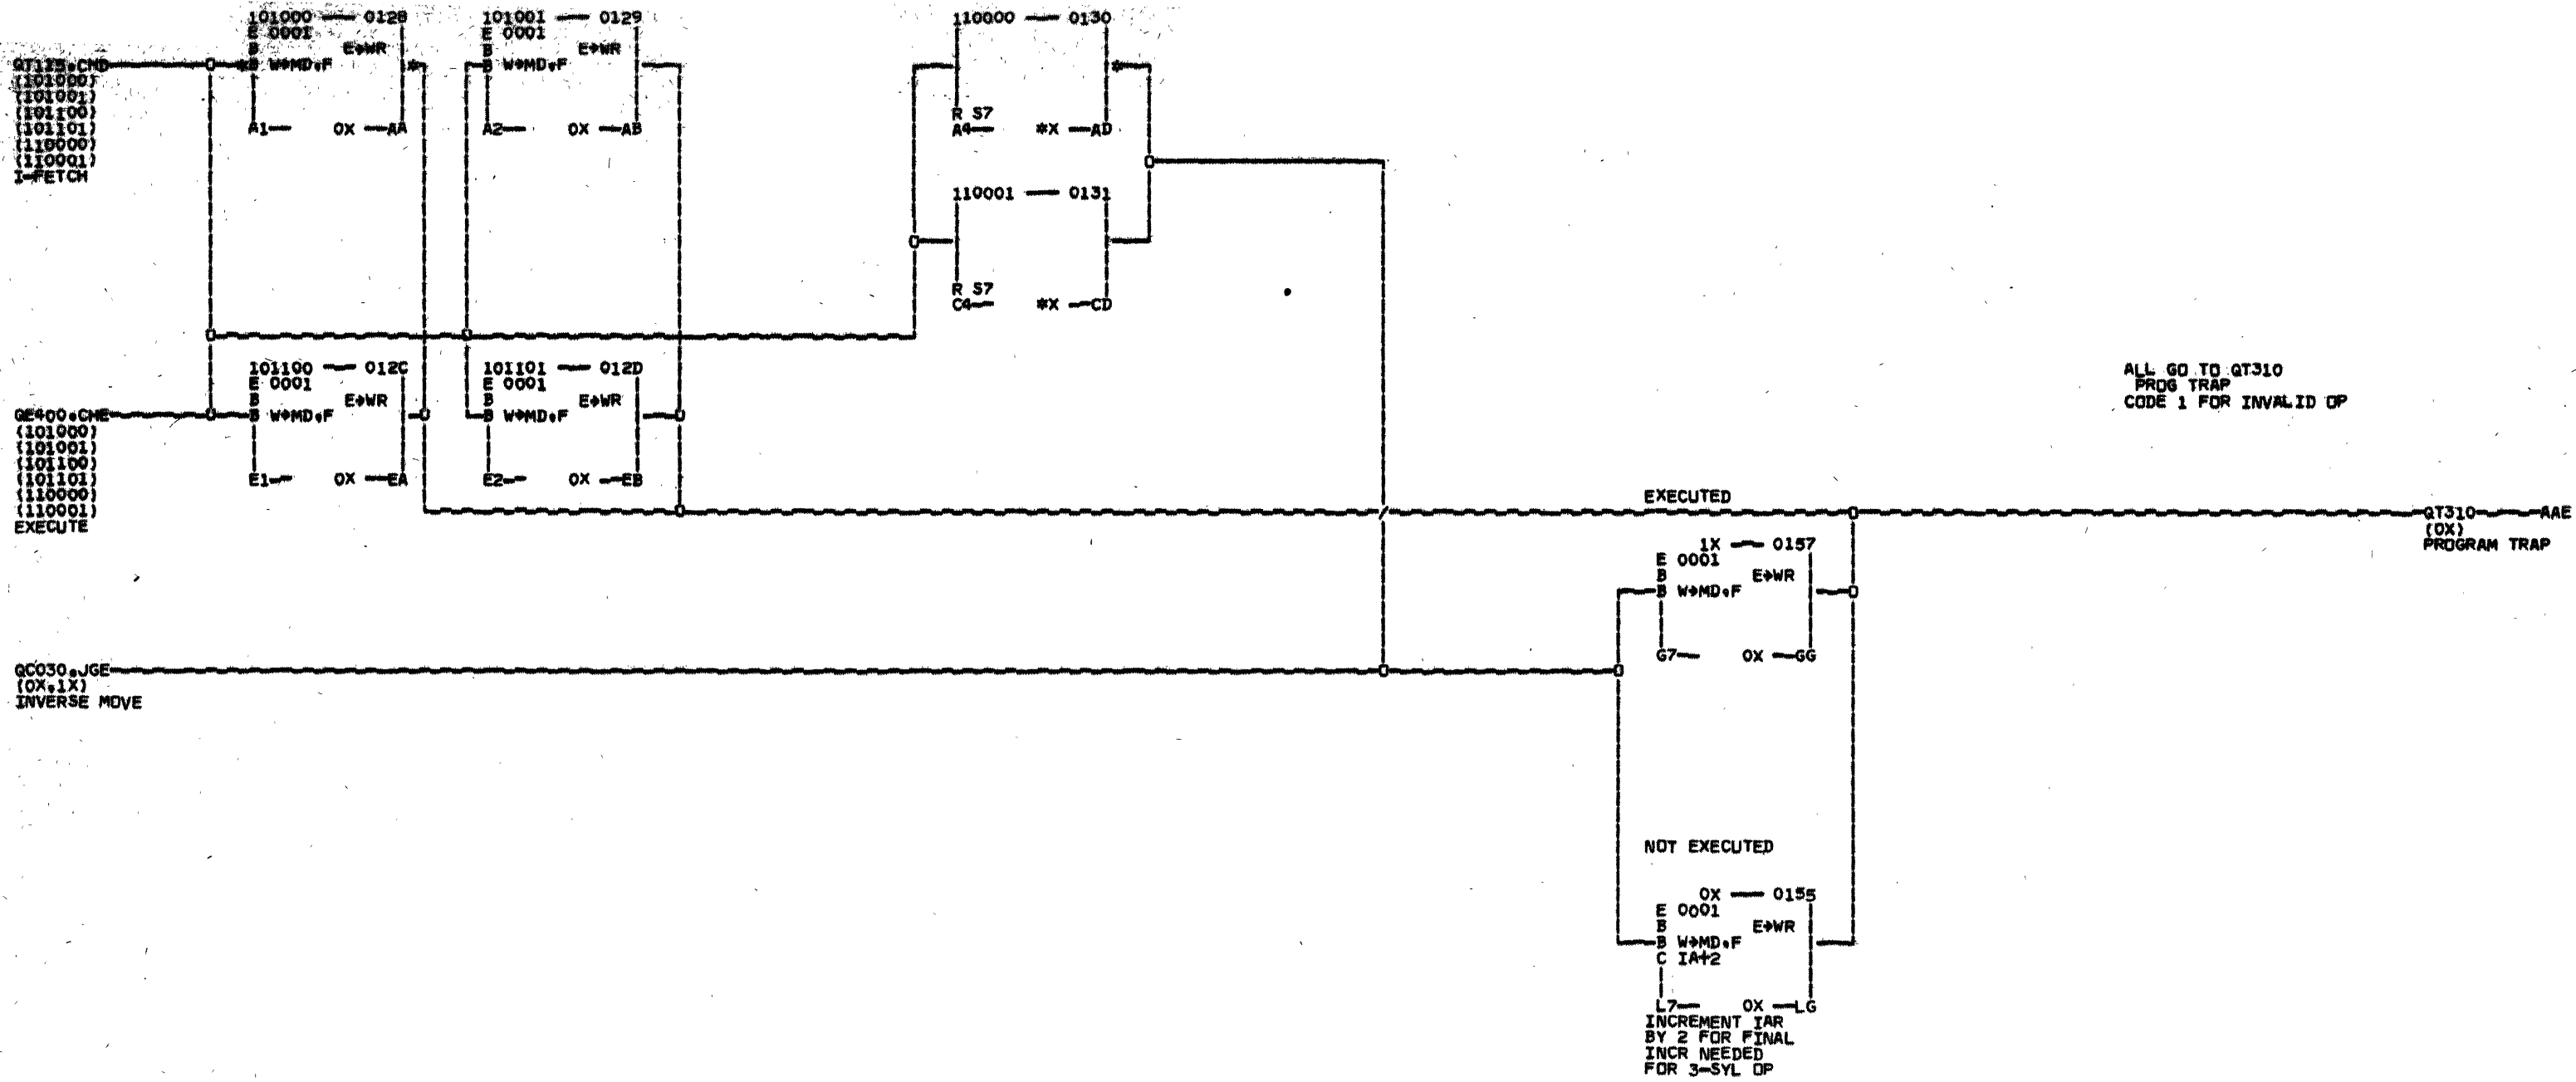 101000 — 0128
E 0001
B E→WR
*B W→MD,F *
A1— 0X —AA
101001 — 0129
E 0001
B E→WR
B W→MD,F
A2— 0X —AB
110000 — 0130
*
R S7
A4— *X —AD
QT115.CMD
(101000)
(101001)
(101100)
(101101)
(110000)
(110001)
I-FETCH
110001 — 0131
R S7
C4— *X —CD
101100 — 012C
E 0001
B E→WR
B W→MD,F
E1— 0X —EA
101101 — 012D
E 0001
B E→WR
B W→MD,F
E2— 0X —EB
ALL GO TO QT310
PROG TRAP
CODE 1 FOR INVALID OP
QE400.CME
(101000)
(101001)
(101100)
(101101)
(110000)
(110001)
EXECUTE
EXECUTED
QT310——AAE
(0X)
PROGRAM TRAP
1X — 0157
E 0001
B E→WR
B W→MD,F
G7— 0X —GG
QC030.JGE
(0X,1X)
INVERSE MOVE
NOT EXECUTED
0X — 0155
E 0001
B E→WR
B W→MD,F
C IA+2
L7— 0X —LG
INCREMENT IAR
BY 2 FOR FINAL
INCR NEEDED
FOR 3-SYL OP